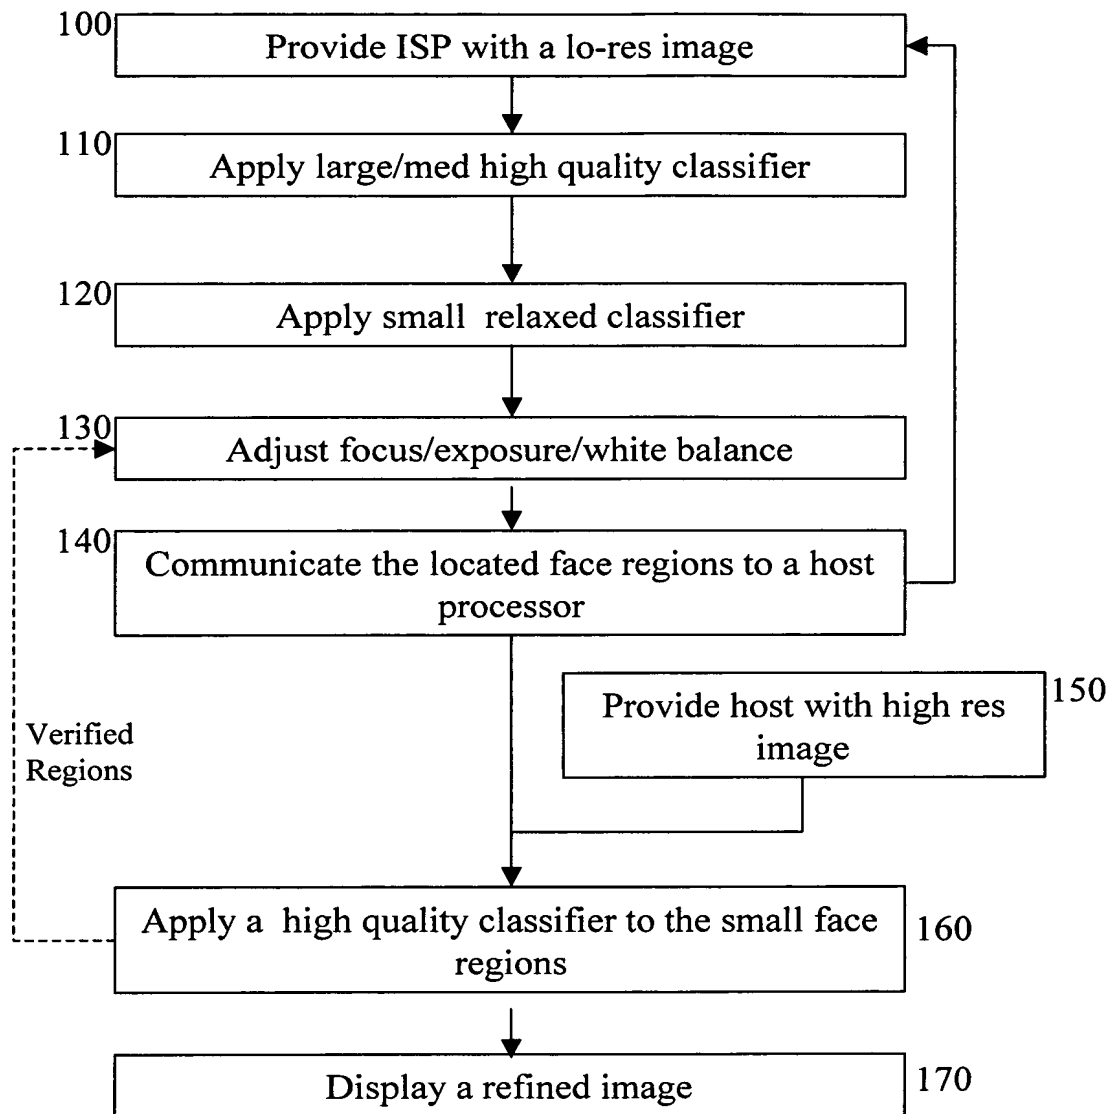 100
Provide ISP with a lo-res image
110
Apply large/med high quality classifier
120
Apply small relaxed classifier
130
Adjust focus/exposure/white balance
140
Communicate the located face regions to a host
processor
150
Provide host with high res
image
Verified
Regions
Apply a high quality classifier to the small face
regions
160
Display a refined image
170